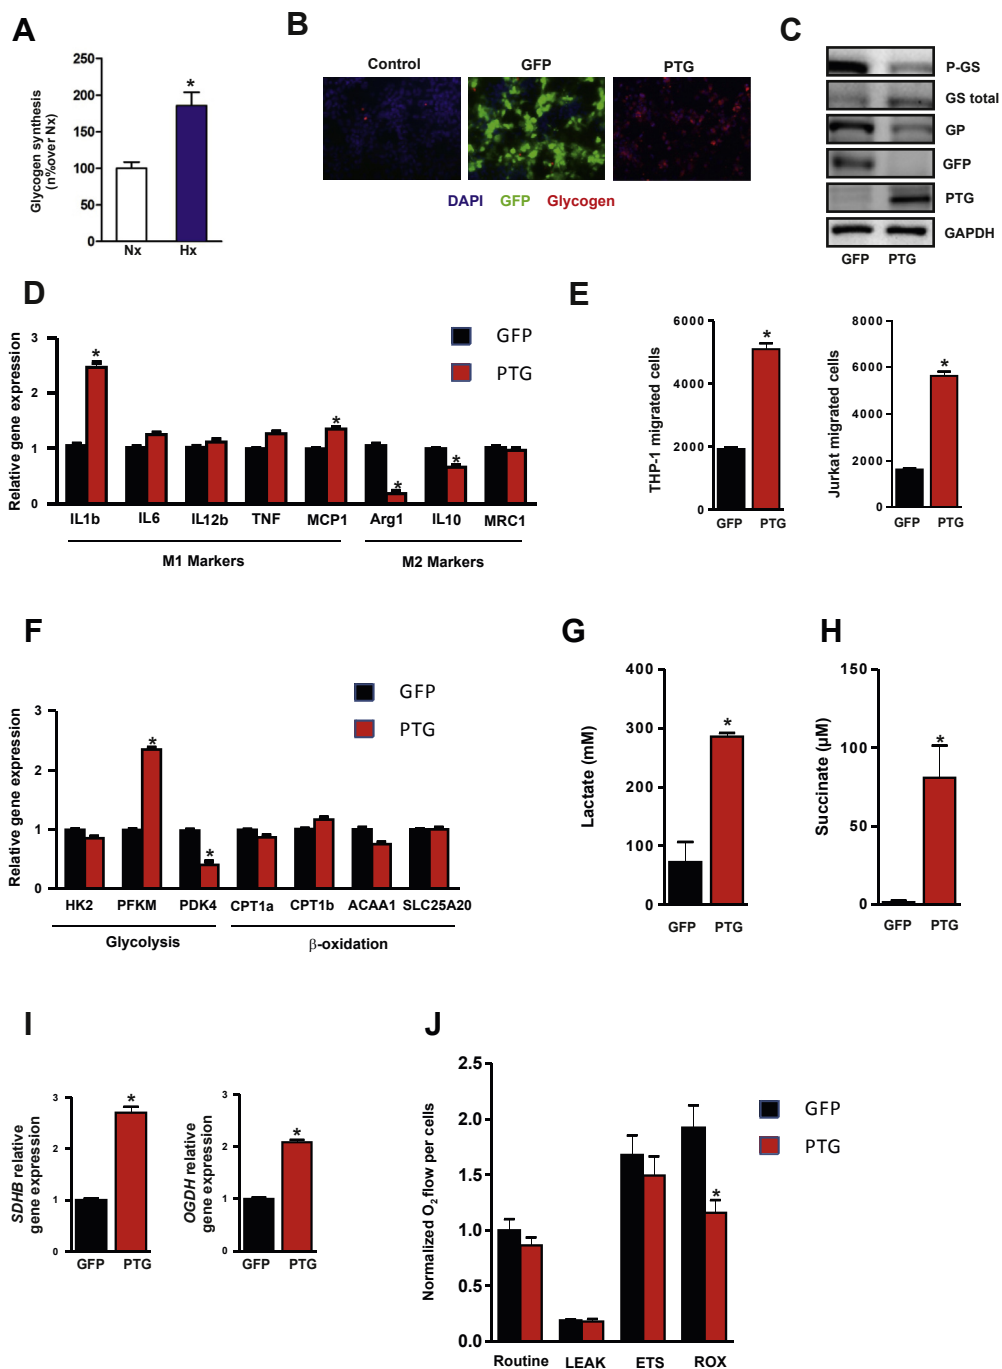 A
Glycogen synthesis
(n%over Nx)
250
200
150
100
50
0
*
Nx
Hx
B
Control
GFP
PTG
DAPI GFP Glycogen
C
P-GS
GS total
GP
GFP
PTG
GAPDH
GFP PTG
D
Relative gene expression
3
2
1
0
*
*
*
*
GFP
PTG
IL1b IL6 IL12b TNF MCP1 Arg1 IL10 MRC1
M1 Markers
M2 Markers
E
THP-1 migrated cells
6000
4000
2000
0
*
GFP PTG
Jurkat migrated cells
8000
6000
4000
2000
0
*
GFP PTG
F
Relative gene expression
3
2
1
0
*
*
GFP
PTG
HK2 PFKM PDK4 CPT1a CPT1b ACAA1 SLC25A20
Glycolysis
β-oxidation
G
Lactate (mM)
400
300
200
100
0
*
GFP PTG
H
Succinate (µM)
150
100
50
0
*
GFP PTG
I
SDHB relative
gene expression
3
2
1
0
*
GFP PTG
OGDH relative
gene expression
3
2
1
0
*
GFP PTG
J
Normalized O2 flow per cells
2.5
2.0
1.5
1.0
0.5
0.0
*
GFP
PTG
Routine LEAK ETS ROX